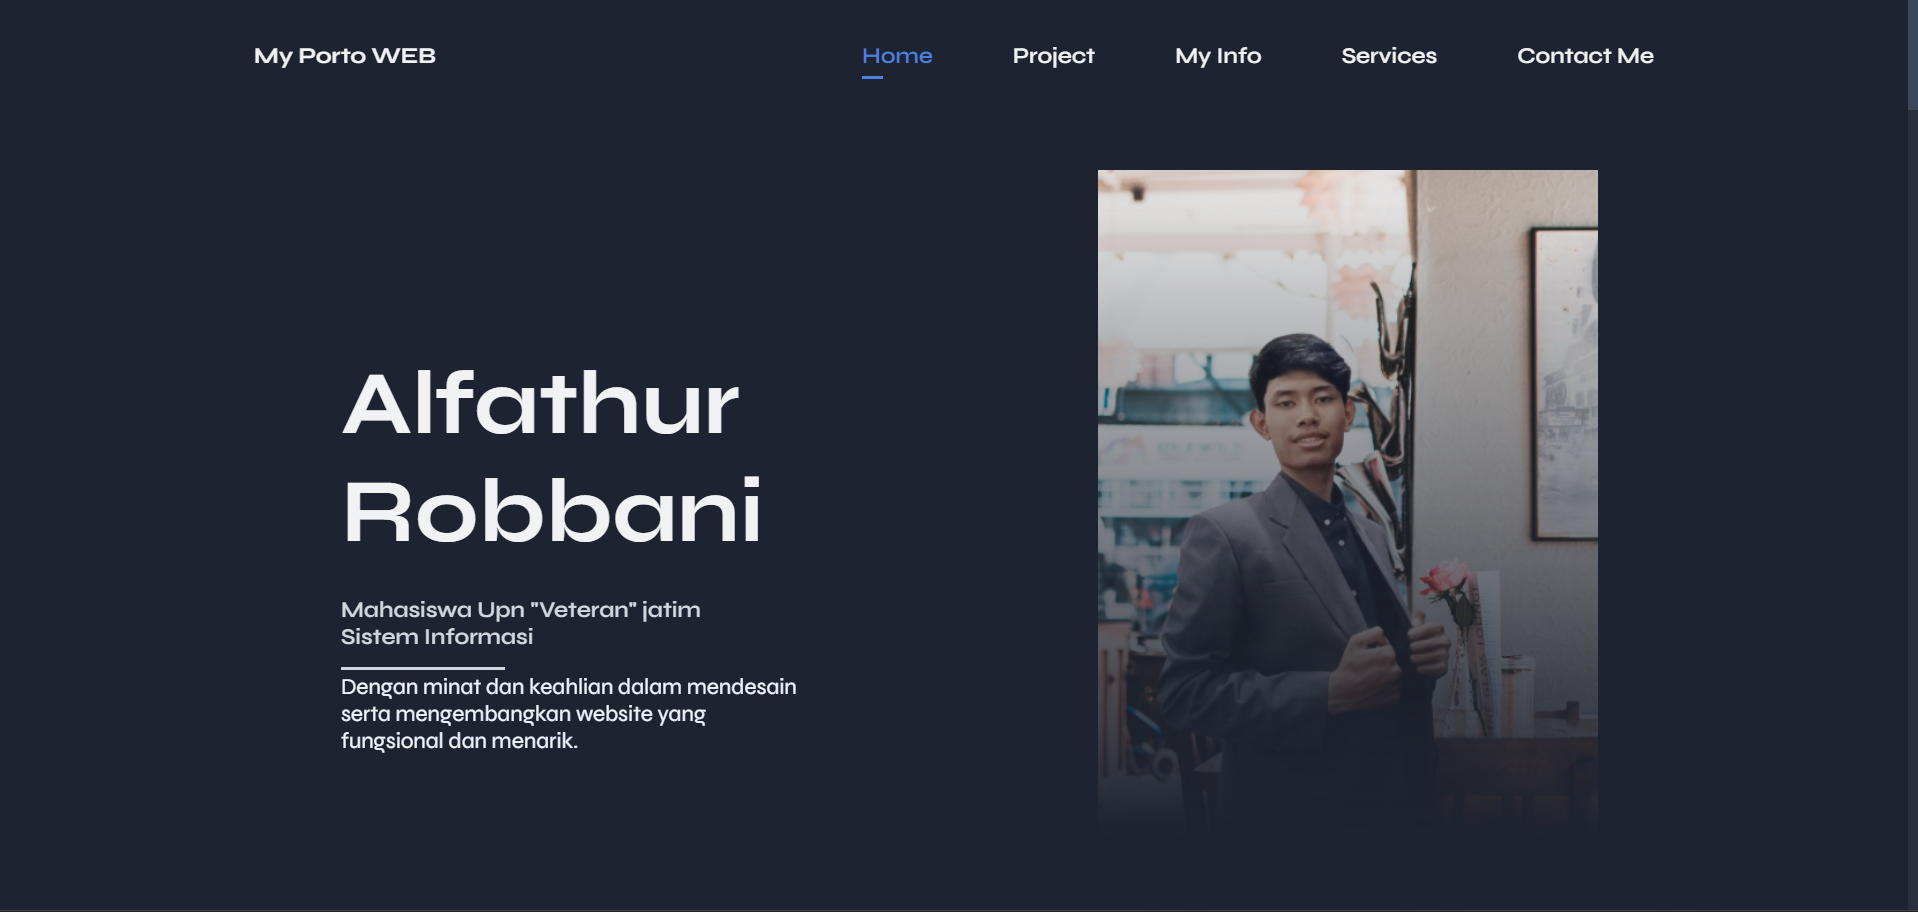 My Porto WEB
Home
Project
My Info
Services
Contact Me
Alfathur
Robbani
Mahasiswa Upn "Veteran" jatim
Sistem Informasi
Dengan minat dan keahlian dalam mendesain
serta mengembangkan website yang
fungsional dan menarik.